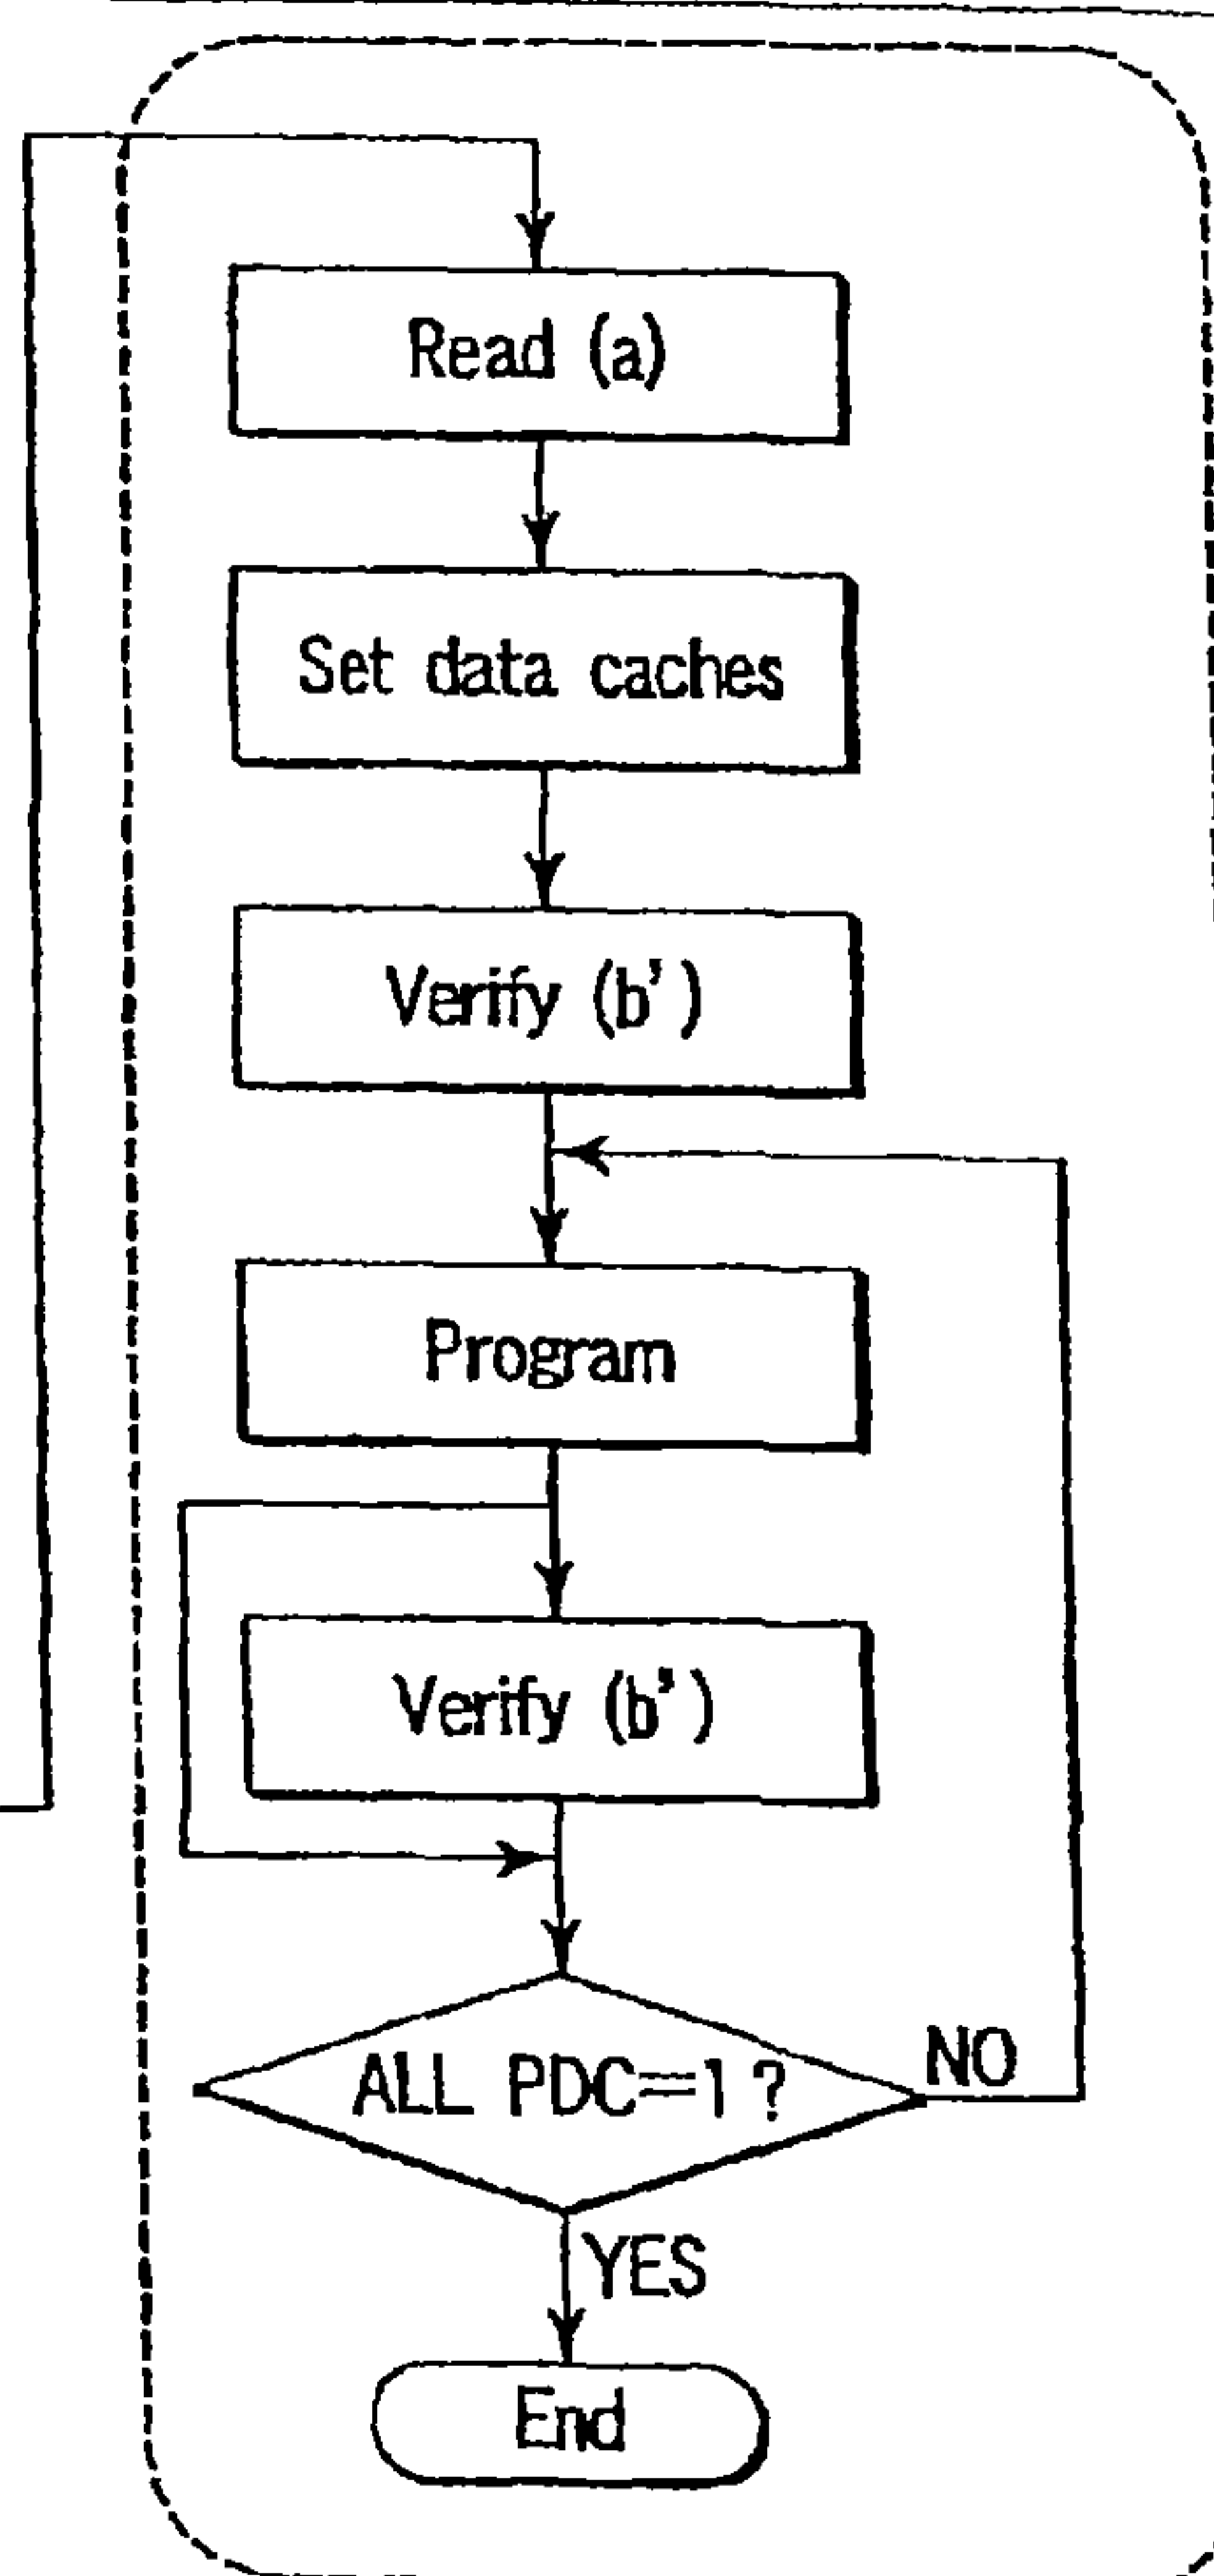 Read (a)
Set data caches
Verify (b')
Program
Verify (b')
ALL PDC=1 ?
NO
YES
End